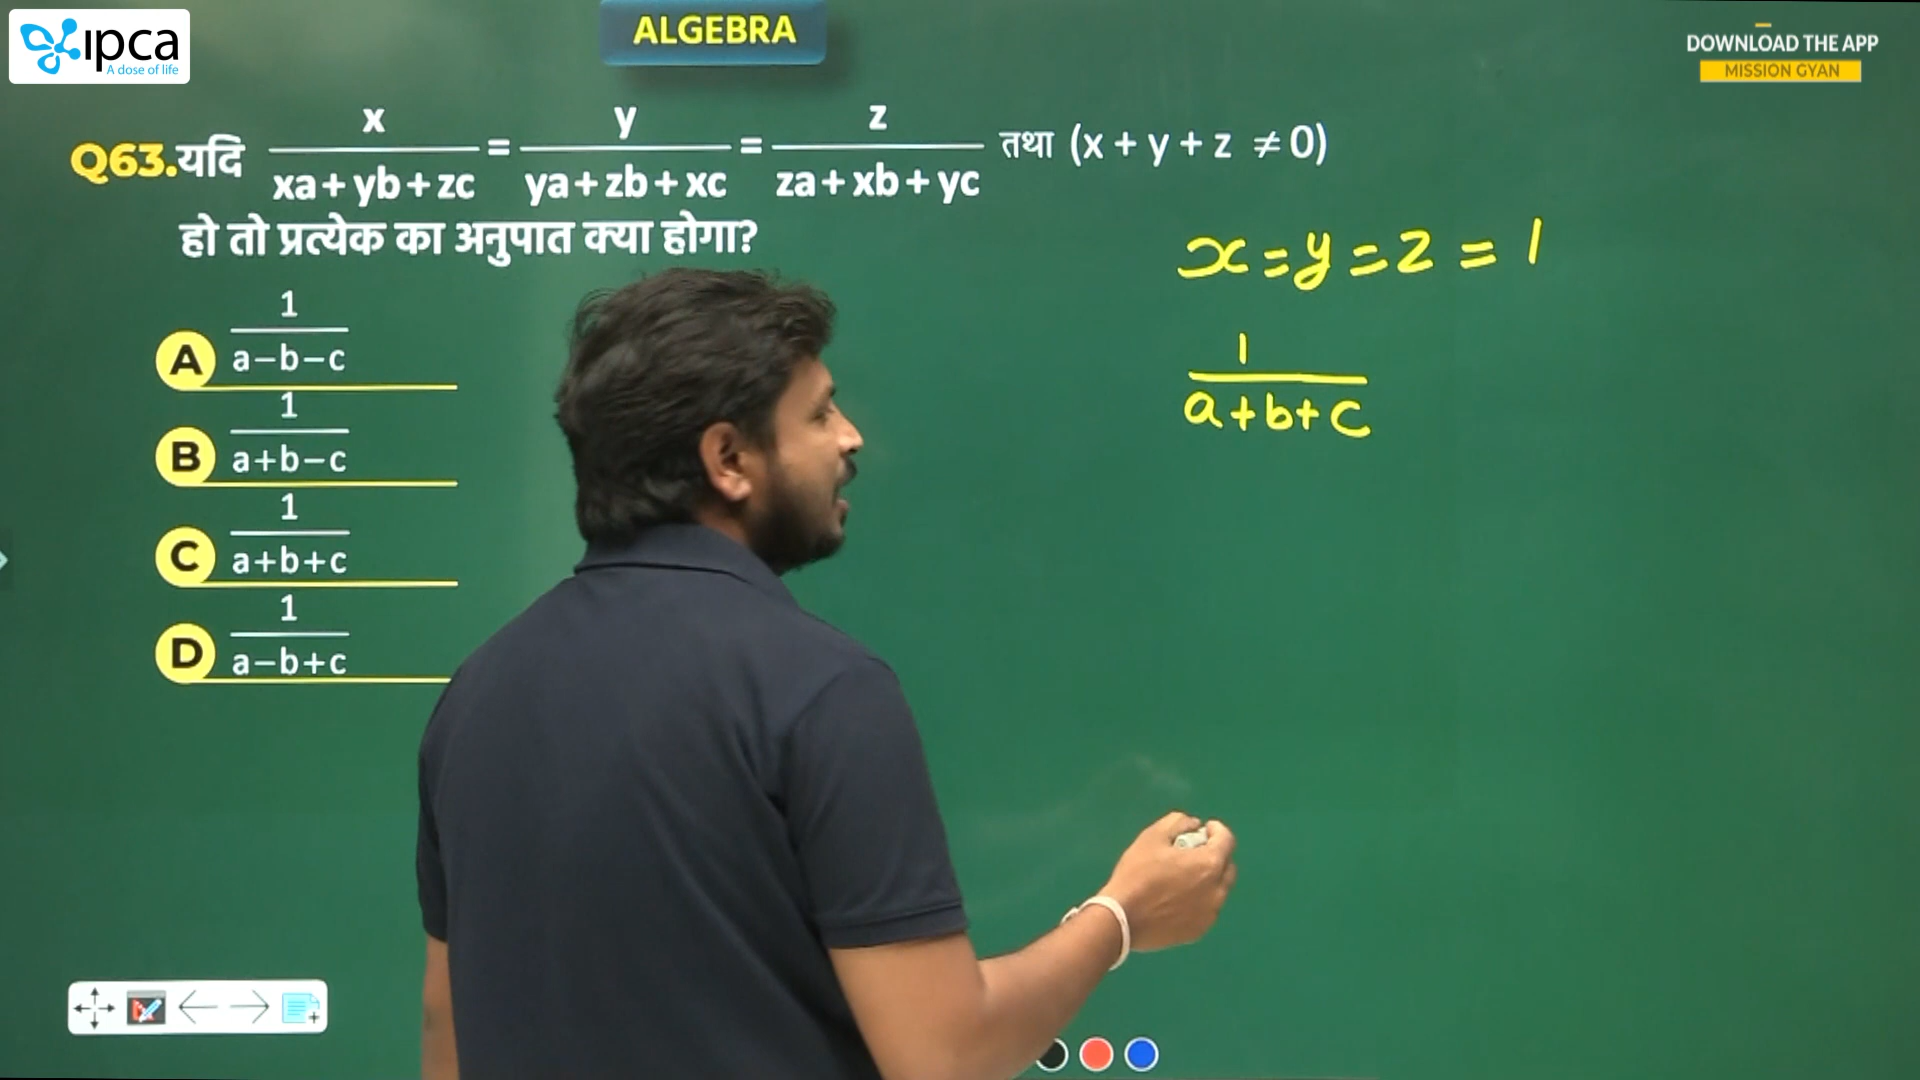 ipca
A dose of life
ALGEBRA
DOWNLOAD THE APP
MISSION GYAN
Q63.यदि x/(xa+yb+zc) = y/(ya+zb+xc) = z/(za+xb+yc) तथा (x+y+z ≠0)
हो तो प्रत्येक का अनुपात क्या होगा?
A 1/(a−b−c)
B 1/(a+b−c)
C 1/(a+b+c)
D 1/(a−b+c)
x=y=z=1
1/(a+b+c)